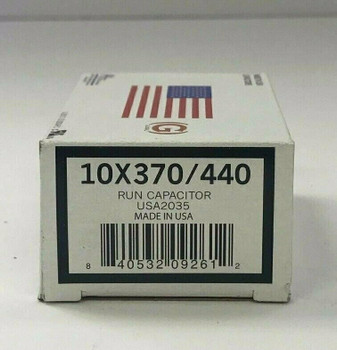 10X370/440
RUN CAPACITOR
USA2035
MADE IN USA
8 40532 09261 2
G